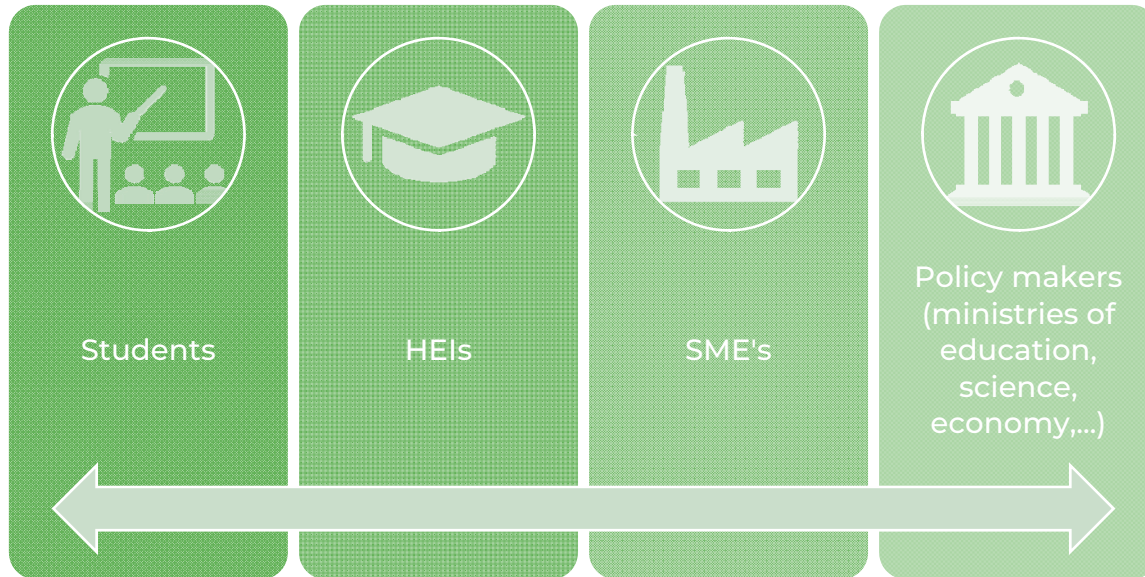 Students
HEIs
SME's
Policy makers
(ministries of
education,
science,
economy,...)